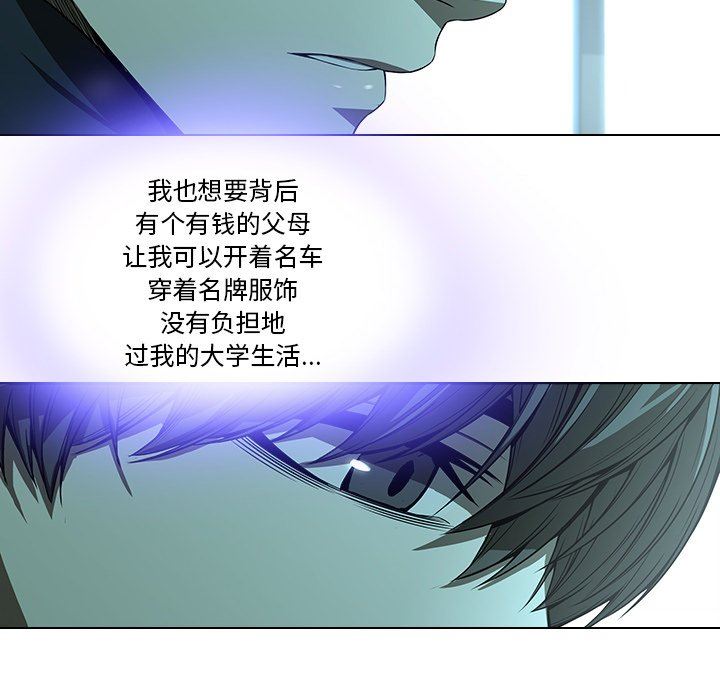 我也想要背后
有个有钱的父母
让我可以开着名车
穿着名牌服饰
没有负担地
过我的大学生活...